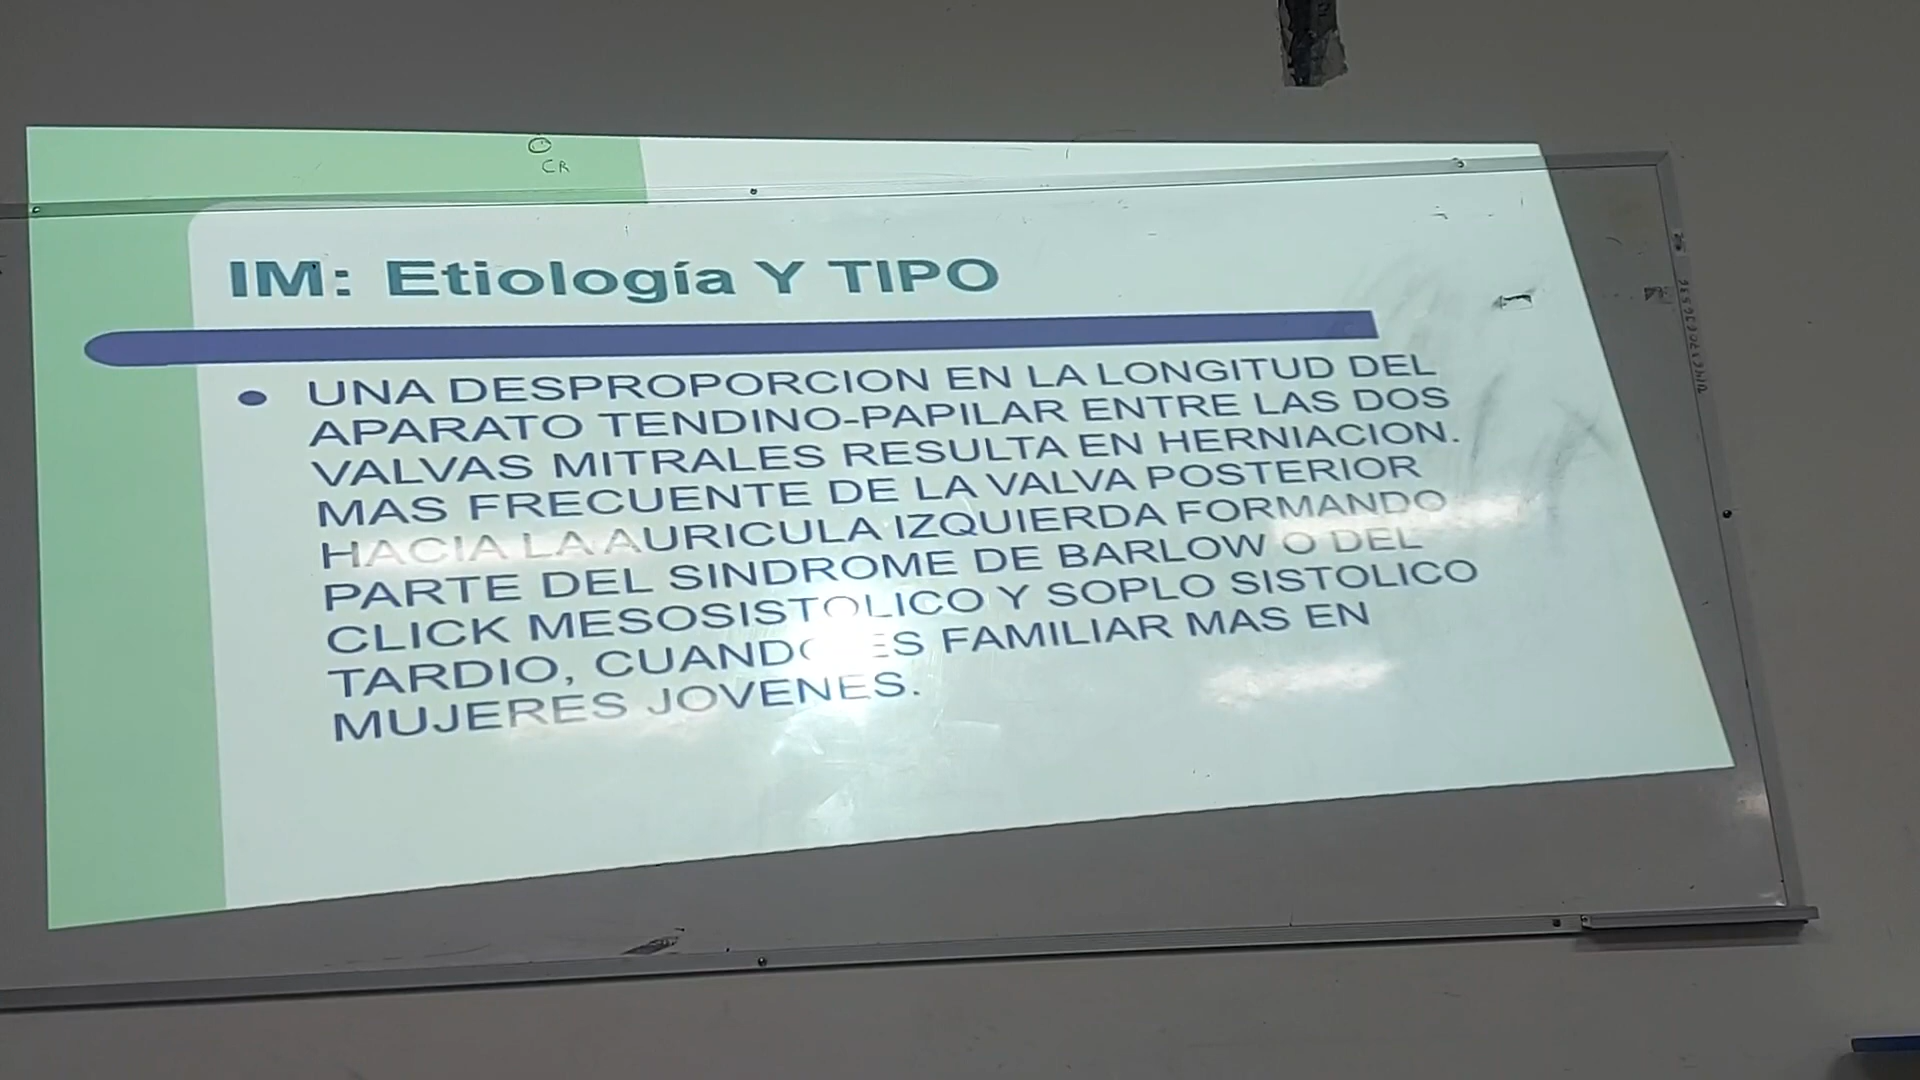 CR
IM: Etiología Y TIPO
• UNA DESPROPORCION EN LA LONGITUD DEL
APARATO TENDINO-PAPILAR ENTRE LAS DOS
VALVAS MITRALES RESULTA EN HERNIACION.
MAS FRECUENTE DE LA VALVA POSTERIOR
HACIA LA AURICULA IZQUIERDA FORMANDO
PARTE DEL SINDROME DE BARLOW O DEL
CLICK MESOSISTOLICO Y SOPLO SISTOLICO
TARDIO, CUANDO ES FAMILIAR MAS EN
MUJERES JOVENES.